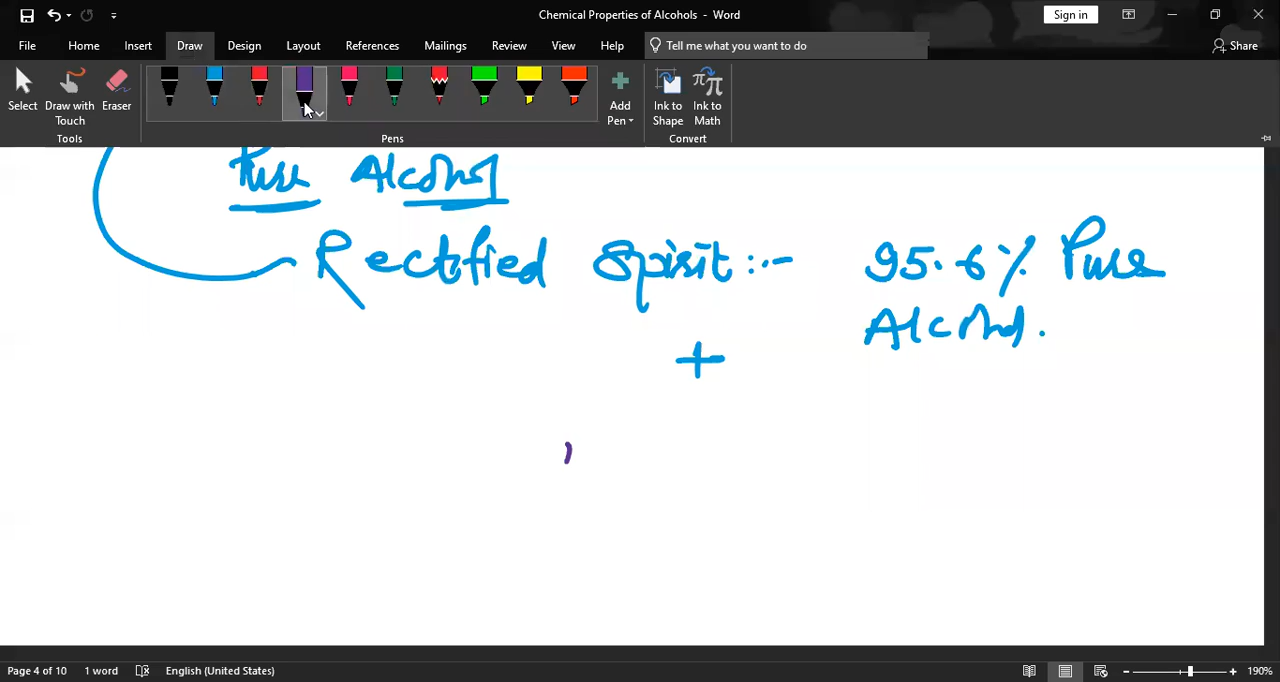 Chemical Properties of Alcohols - Word
Sign in
File Home Insert Draw Design Layout References Mailings Review View Help Tell me what you want to do Share
Select Draw with Touch Eraser Add Pen Ink to Shape Ink to Math
Tools Pens Convert
Pure Alcohol
Rectified Spirit :- 95.6% Pure
Alcohol.
+
Page 4 of 10 1 word English (United States) 190%